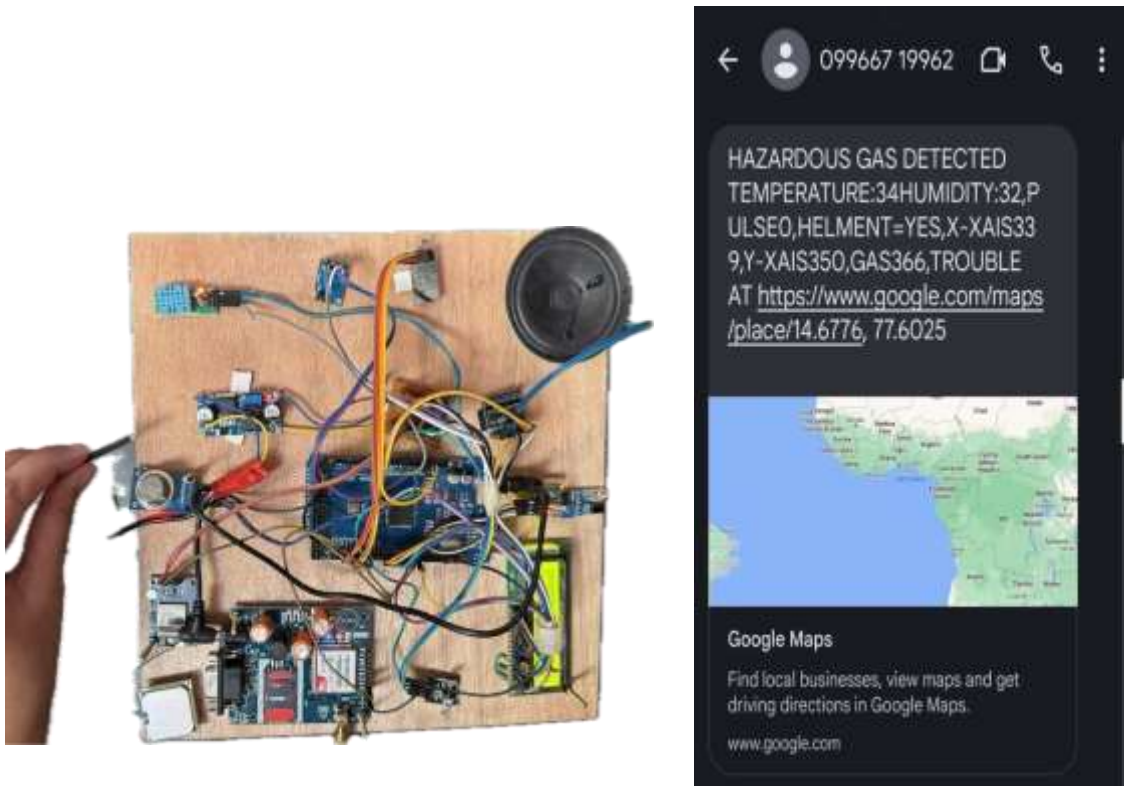 099667 19962
HAZARDOUS GAS DETECTED
TEMPERATURE:34HUMIDITY:32,P
ULSE0,HELMENT=YES,X-XAIS33
9,Y-XAIS350,GAS366,TROUBLE
AT https://www.google.com/maps
/place/14.6776, 77.6025
Google Maps
Find local businesses, view maps and get
driving directions in Google Maps.
www.google.com